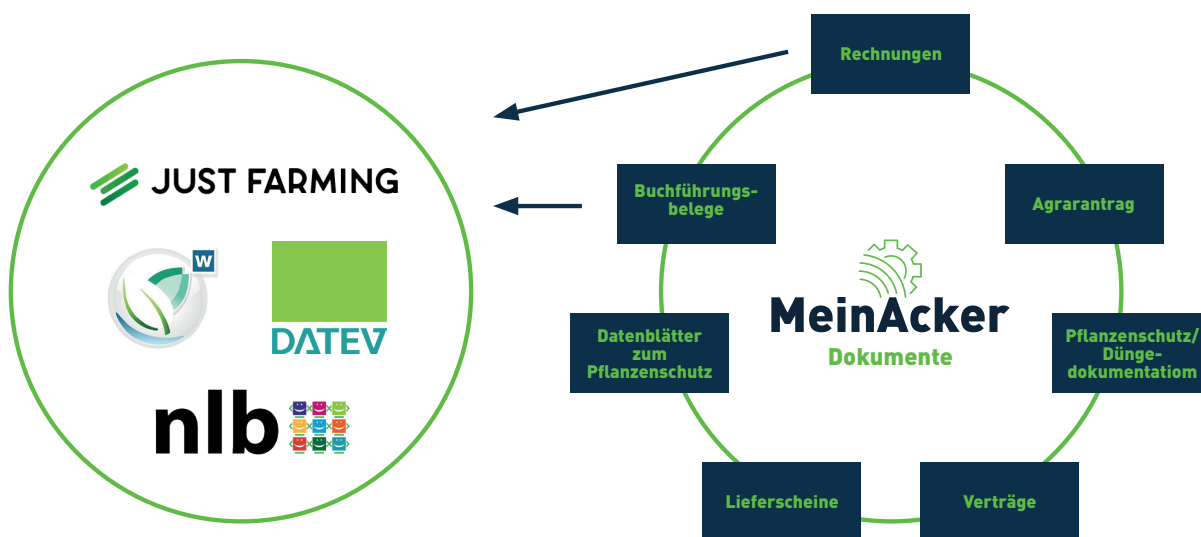 JUST FARMING
W
DATEV
nlb
Rechnungen
Buchführungs-
belege
Agrarantrag
MeinAcker
Dokumente
Datenblätter
zum
Pflanzenschutz
Pflanzenschutz/
Dünge-
dokumentatiom
Lieferscheine
Verträge